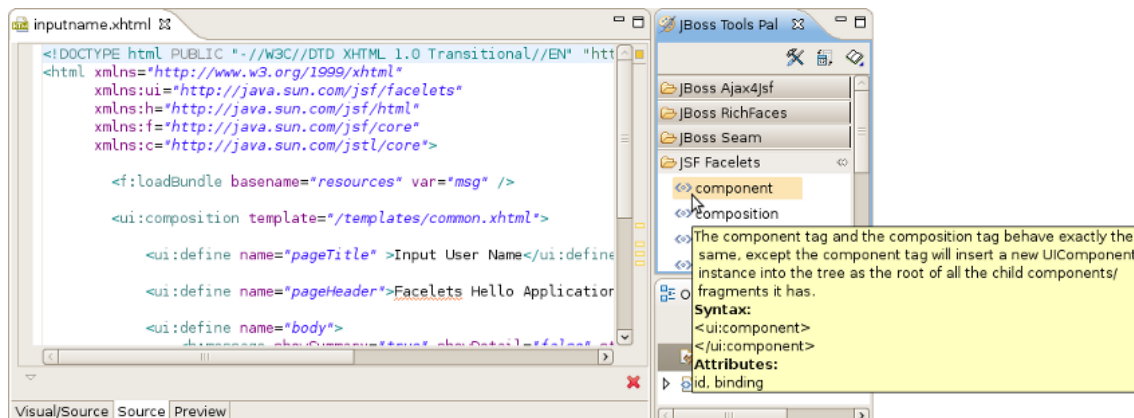 inputname.xhtml
<!DOCTYPE html PUBLIC "-//W3C//DTD XHTML 1.0 Transitional//EN" "htt
<html xmlns="http://www.w3.org/1999/xhtml"
xmlns:ui="http://java.sun.com/jsf/facelets"
xmlns:h="http://java.sun.com/jsf/html"
xmlns:f="http://java.sun.com/jsf/core"
xmlns:c="http://java.sun.com/jstl/core">
<f:loadBundle basename="resources" var="msg" />
<ui:composition template="/templates/common.xhtml">
<ui:define name="pageTitle" >Input User Name</ui:define
<ui:define name="pageHeader">Facelets Hello Application
<ui:define name="body">
Visual/Source Source Preview
JBoss Tools Pal
JBoss Ajax4Jsf
JBoss RichFaces
JBoss Seam
JSF Facelets
component
composition
The component tag and the composition tag behave exactly the
same, except the component tag will insert a new UIComponent
instance into the tree as the root of all the child components/
fragments it has.
Syntax:
<ui:component>
</ui:component>
Attributes:
id, binding